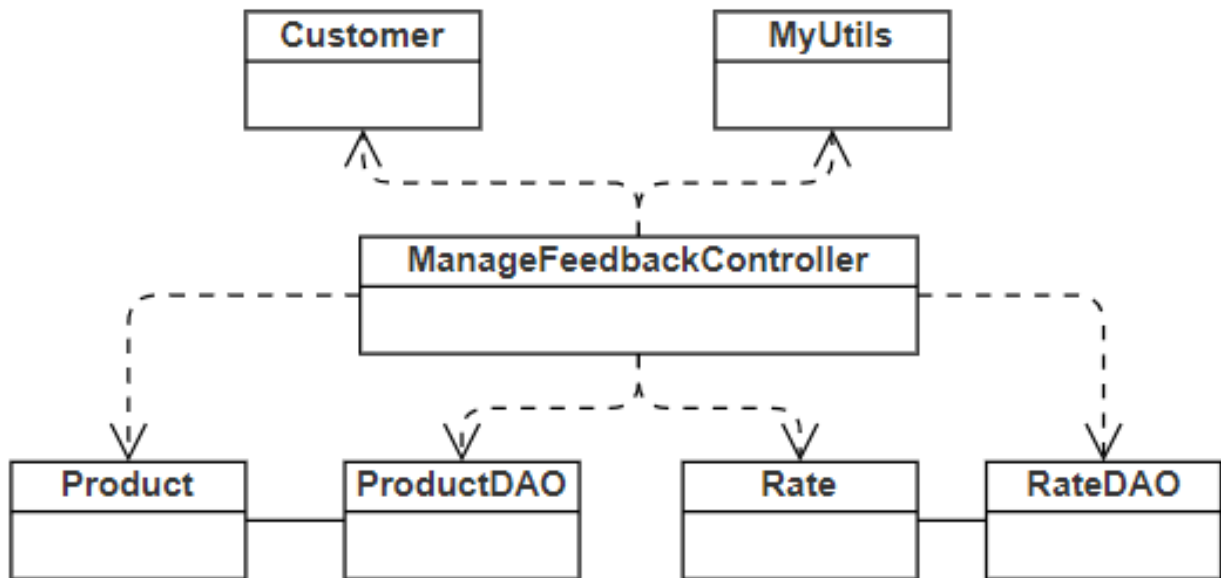 Customer
MyUtils
ManageFeedbackController
Product
ProductDAO
Rate
RateDAO